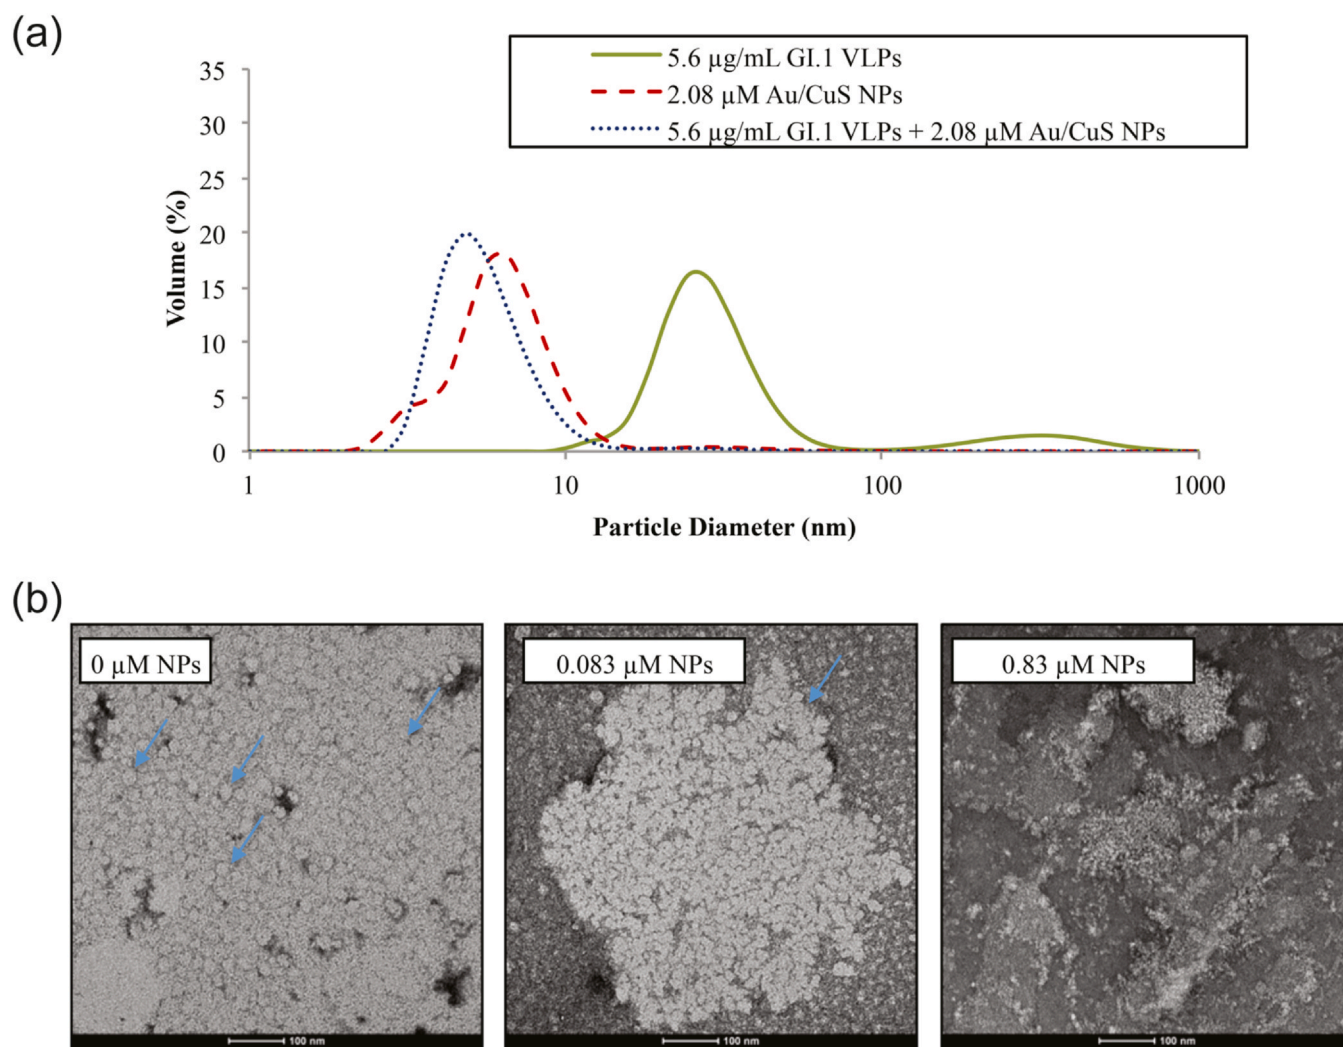 (a)
5.6 µg/mL GI.1 VLPs
2.08 µM Au/CuS NPs
5.6 µg/mL GI.1 VLPs + 2.08 µM Au/CuS NPs
35
30
25
20
15
10
5
0
Volume (%)
1 10 100 1000
Particle Diameter (nm)
(b)
0 µM NPs 0.083 µM NPs 0.83 µM NPs
100 nm 100 nm 100 nm